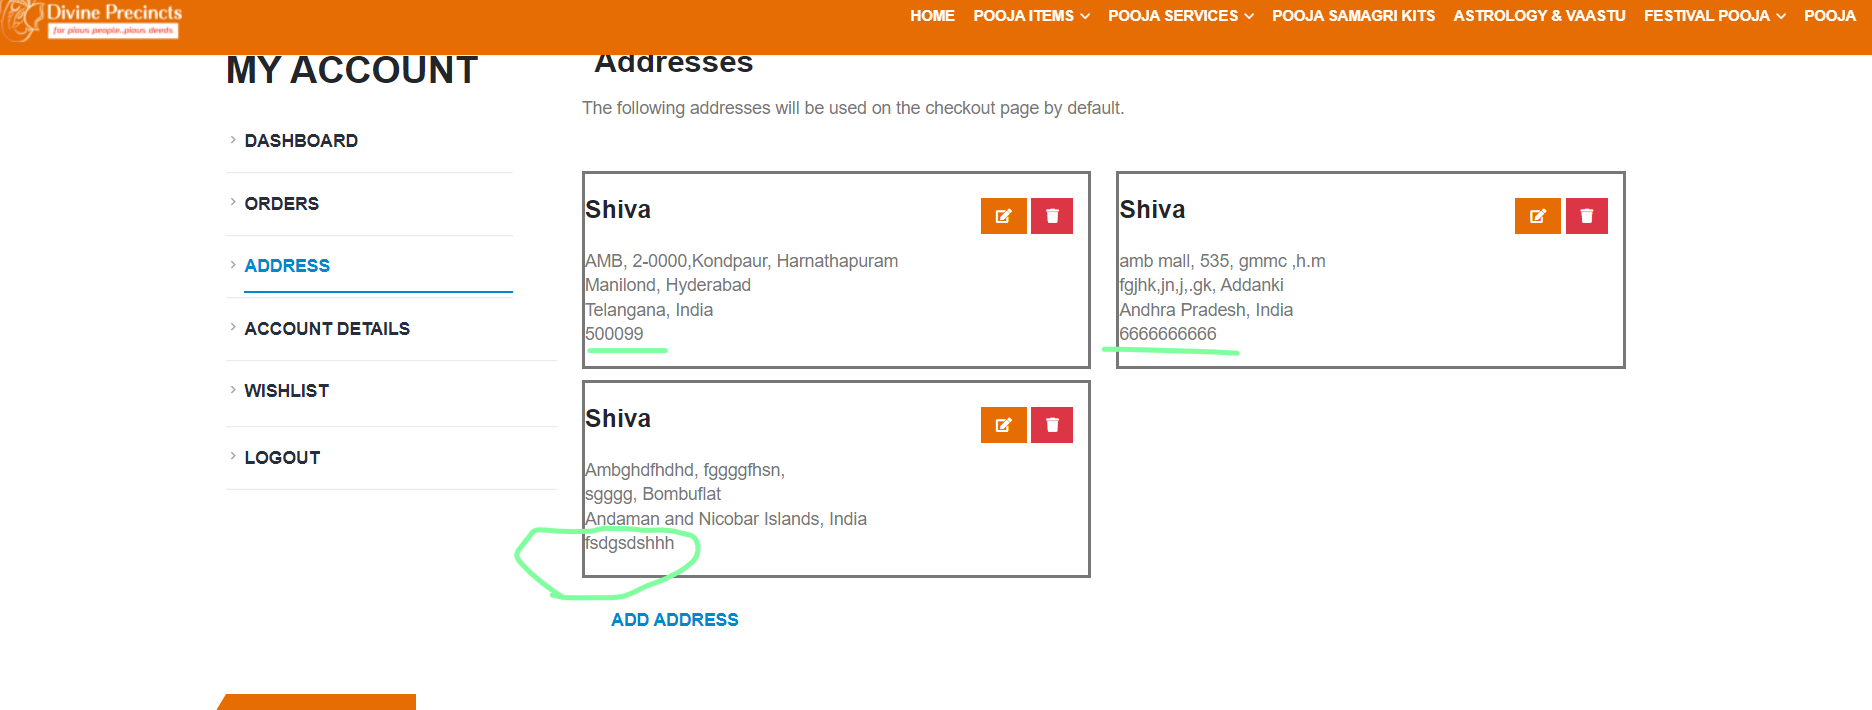 Divine Precincts
for pious people..pious deeds
HOME POOJA ITEMS POOJA SERVICES POOJA SAMAGRI KITS ASTROLOGY & VAASTU FESTIVAL POOJA POOJA
MY ACCOUNT
DASHBOARD
ORDERS
ADDRESS
ACCOUNT DETAILS
WISHLIST
LOGOUT
Addresses
The following addresses will be used on the checkout page by default.
Shiva
AMB, 2-0000,Kondpaur, Harnathapuram
Manilond, Hyderabad
Telangana, India
500099
Shiva
amb mall, 535, gmmc ,h.m
fgjhk,jn,j,.gk, Addanki
Andhra Pradesh, India
6666666666
Shiva
Ambghdfhdhd, fggggfhsn,
sgggg, Bombuflat
Andaman and Nicobar Islands, India
fsdgsdshhh
ADD ADDRESS